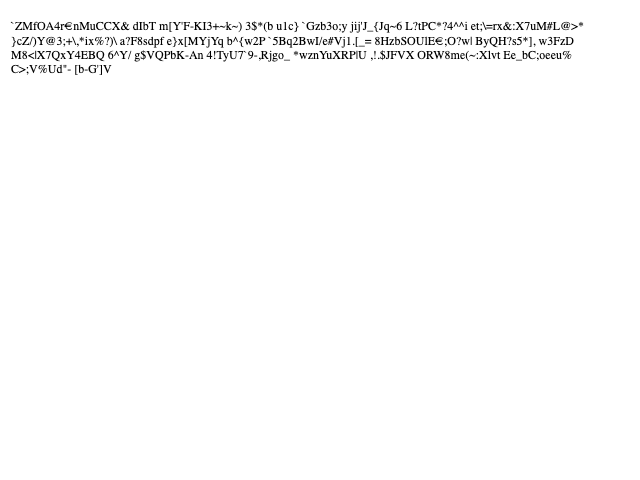 `ZMfOA4r€nMuCCX& dIbT m[Y'F-KI3+~k~) 3$*(b u1c}`Gzb3o;y jij'J_{Jq~6 L?tPC*?4^^i et;\=rx&:X7uM#L@>*
}cZ/)Y@3;+\,*ix%?)\ a?F8sdpf e}x[MYjYq b^{w2P`5Bq2BwI/e#Vj1.[_= 8HzbSOUlE€;O?w| ByQH?s5*], w3FzD
M8<lX7QxY4EBQ 6^Y/ g$VQPbK-An 4!TyU7`9-,Rjgo_ *wznYuXRP|U ,!.$JFVX ORW8me(~:Xlvt Ee_bC;oeeu%
C>;V%Ud"- [b-G']V